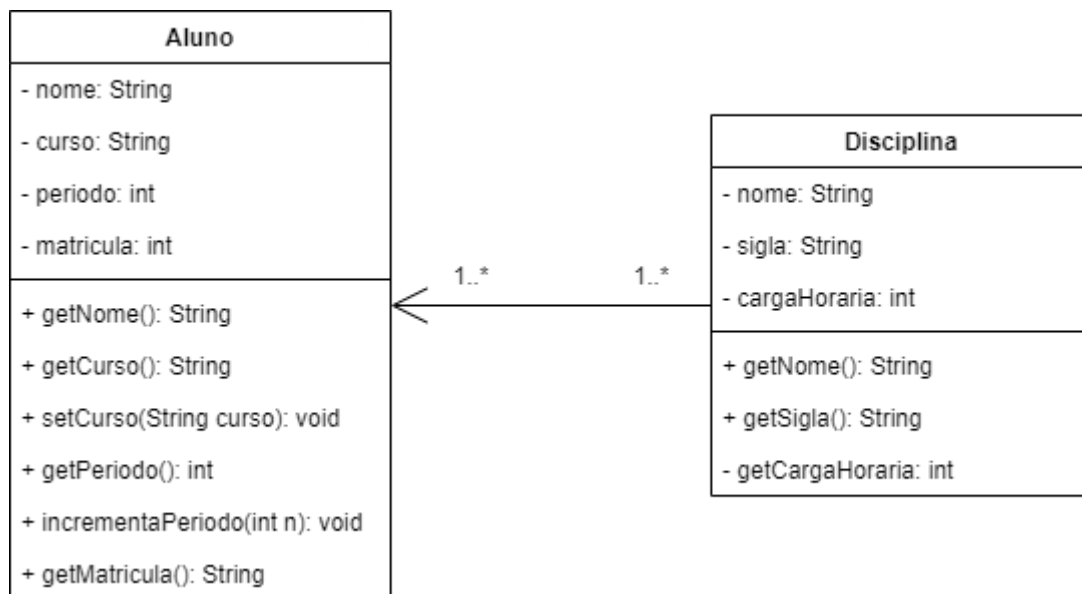 Aluno
- nome: String
- curso: String
- periodo: int
- matricula: int
+ getNome(): String
+ getCurso(): String
+ setCurso(String curso): void
+ getPeriodo(): int
+ incrementaPeriodo(int n): void
+ getMatricula(): String
1..*
1..*
Disciplina
- nome: String
- sigla: String
- cargaHoraria: int
+ getNome(): String
+ getSigla(): String
- getCargaHoraria: int